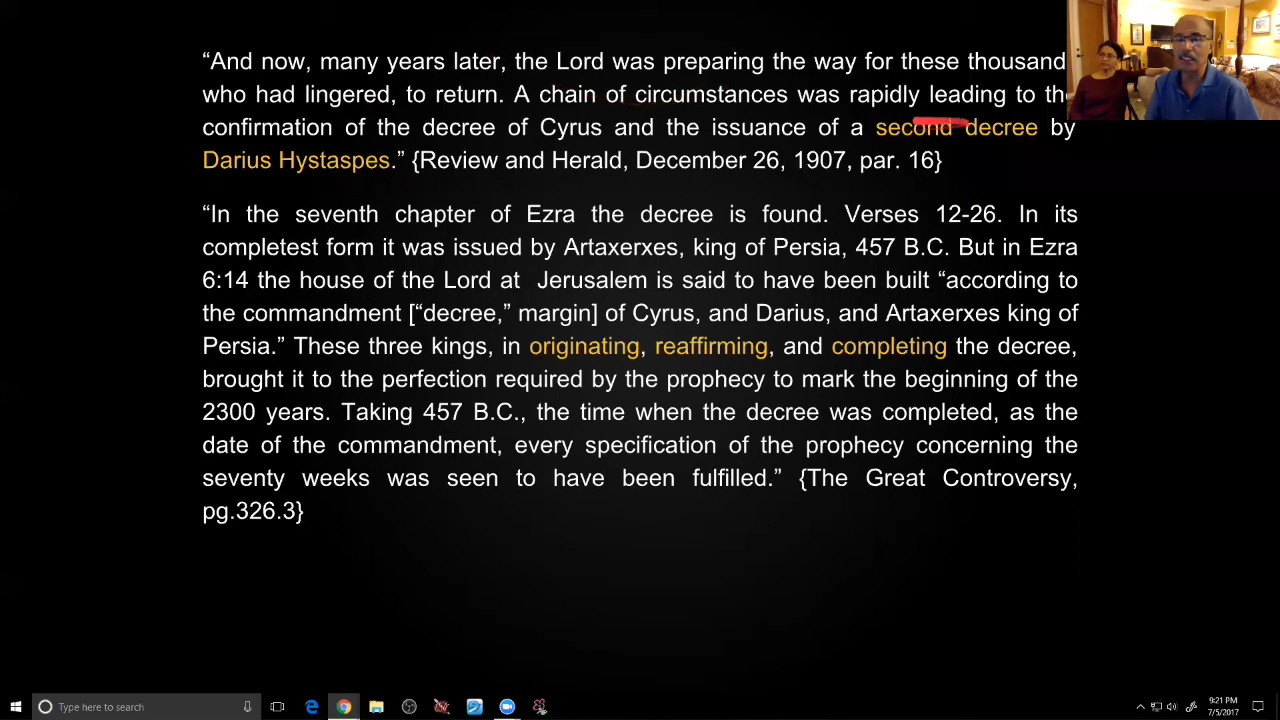 “And now, many years later, the Lord was preparing the way for these thousand
who had lingered, to return. A chain of circumstances was rapidly leading to th
confirmation of the decree of Cyrus and the issuance of a second decree by
Darius Hystaspes.” {Review and Herald, December 26, 1907, par. 16}
“In the seventh chapter of Ezra the decree is found. Verses 12-26. In its
completest form it was issued by Artaxerxes, king of Persia, 457 B.C. But in Ezra
6:14 the house of the Lord at Jerusalem is said to have been built “according to
the commandment [“decree,” margin] of Cyrus, and Darius, and Artaxerxes king of
Persia.” These three kings, in originating, reaffirming, and completing the decree,
brought it to the perfection required by the prophecy to mark the beginning of the
2300 years. Taking 457 B.C., the time when the decree was completed, as the
date of the commandment, every specification of the prophecy concerning the
seventy weeks was seen to have been fulfilled.” {The Great Controversy,
pg.326.3}
Type here to search
9:21 PM
7/5/2017